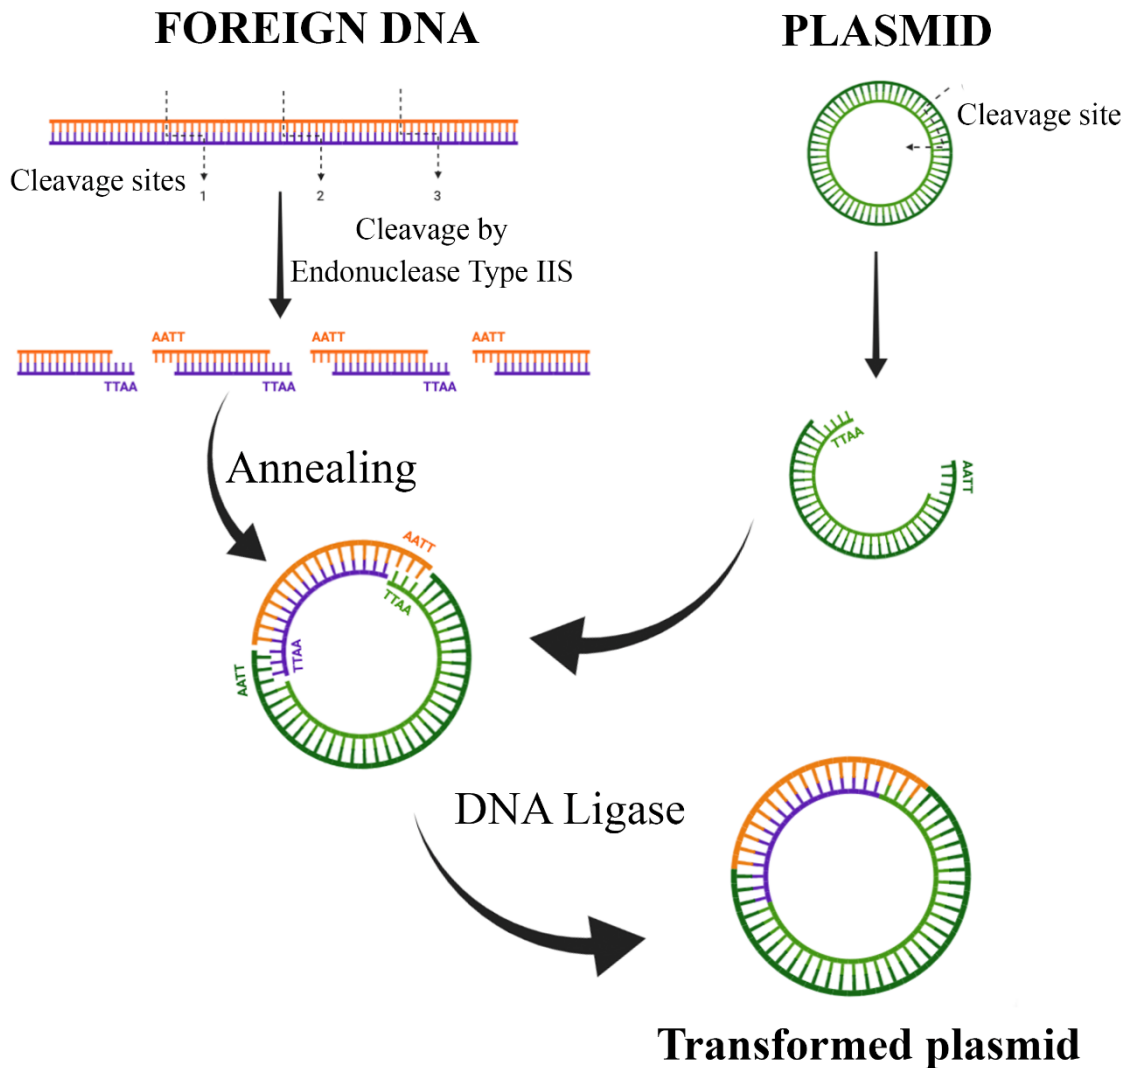 FOREIGN DNA
PLASMID
Cleavage site
Cleavage sites
1
2
3
Cleavage by
Endonuclease Type IIS
AATT
AATT
AATT
TTAA
TTAA
TTAA
TTAA
AATT
Annealing
AATT
TTAA
TTAA
AATT
DNA Ligase
Transformed plasmid